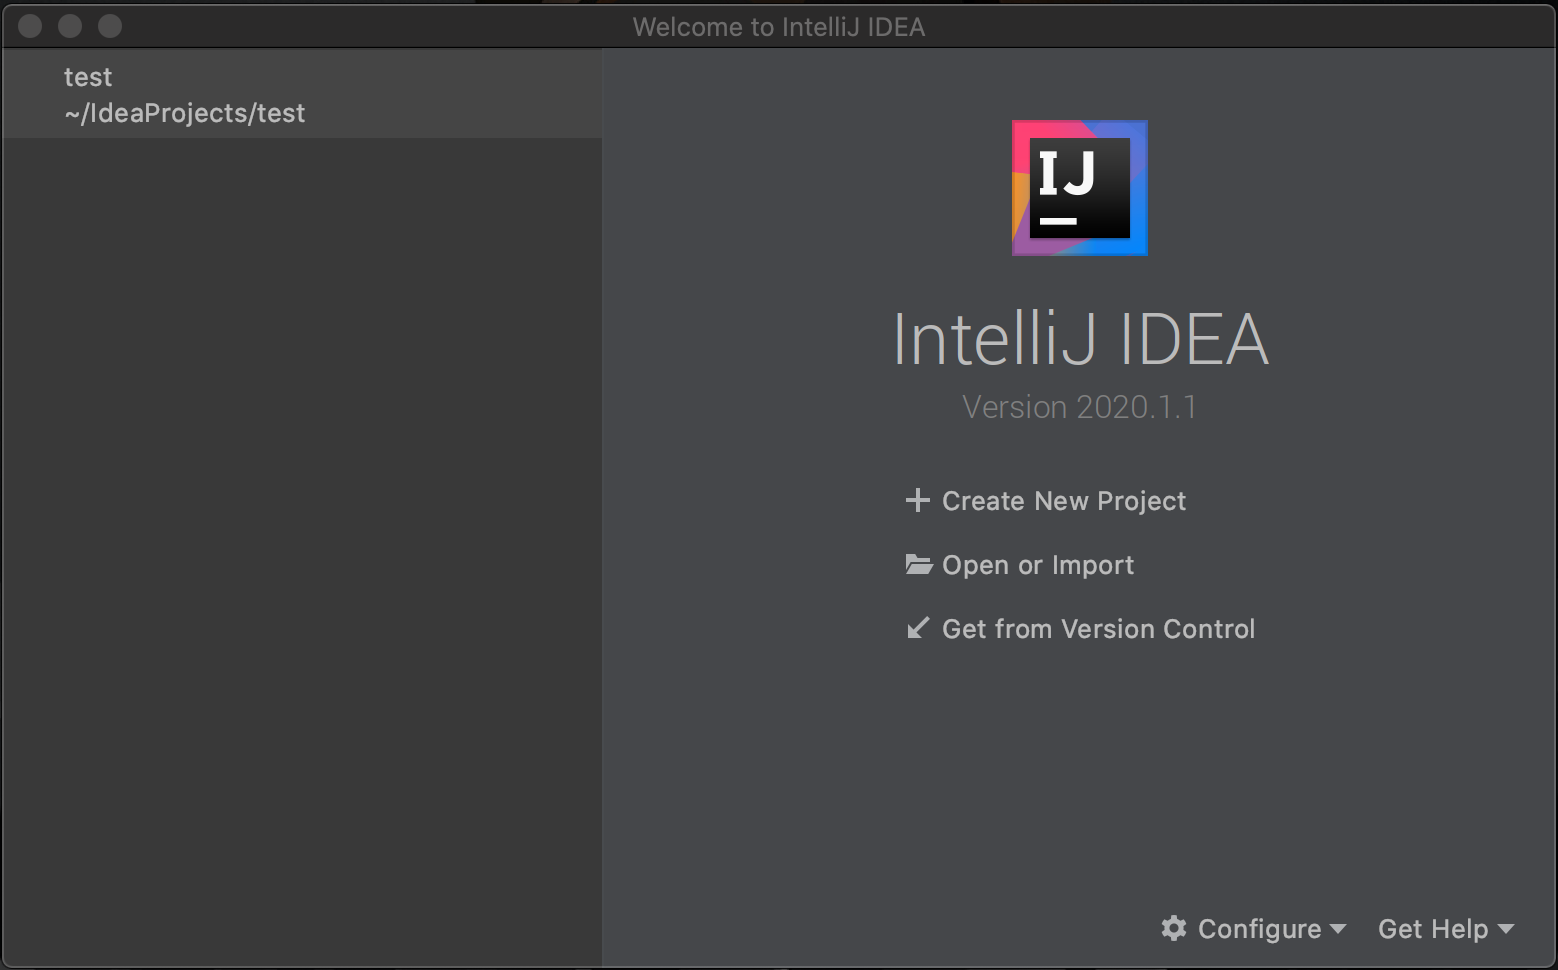 Welcome to IntelliJ IDEA
test
~/IdeaProjects/test
IJ
IntelliJ IDEA
Version 2020.1.1
Create New Project
Open or Import
Get from Version Control
Configure
Get Help